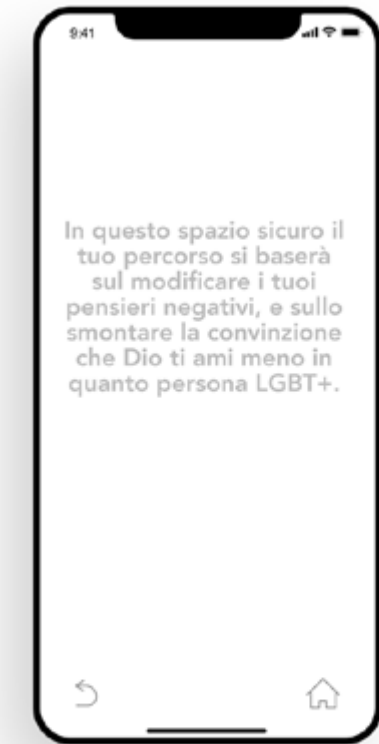 9:41
In questo spazio sicuro il
tuo percorso si baserà
sul modificare i tuoi
pensieri negativi, e sullo
smontare la convinzione
che Dio ti ami meno in
quanto persona LGBT+.